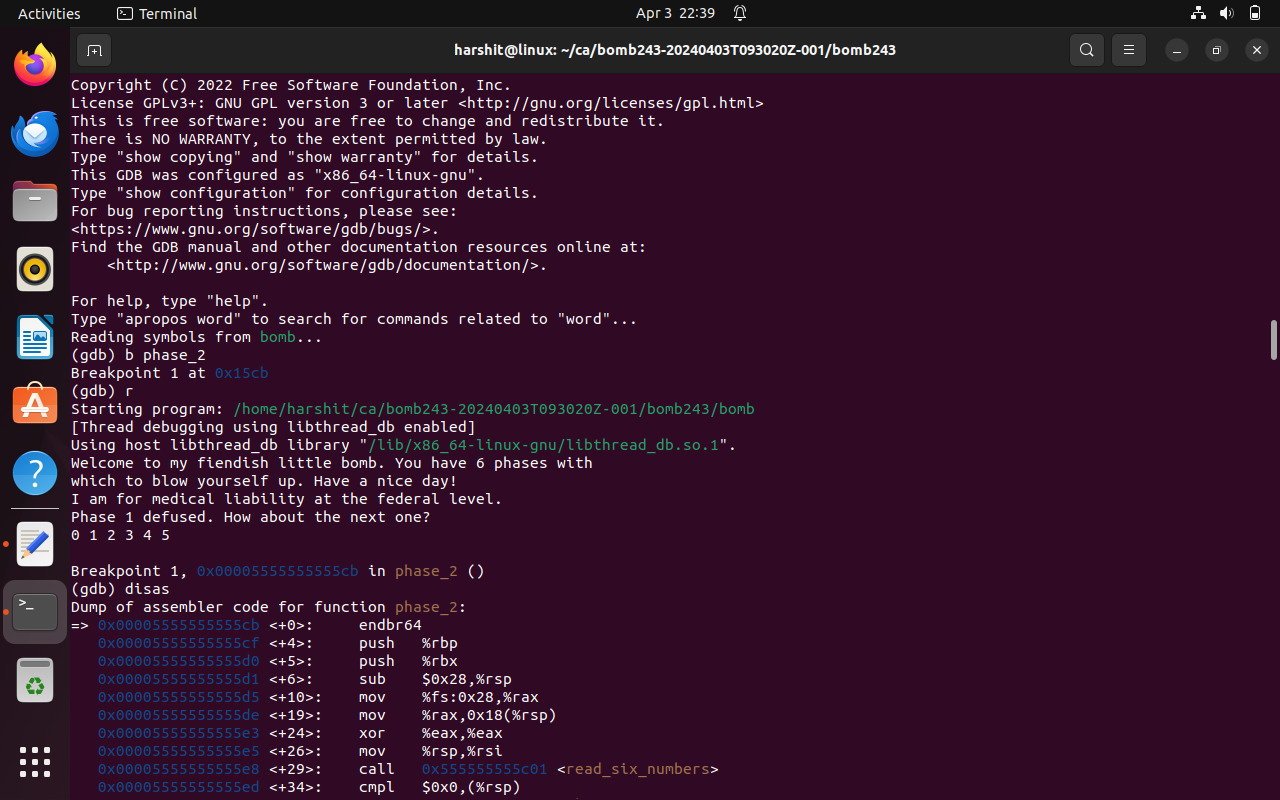 Activities Terminal Apr 3 22:39
harshit@linux: ~/ca/bomb243-20240403T093020Z-001/bomb243
Copyright (C) 2022 Free Software Foundation, Inc.
License GPLv3+: GNU GPL version 3 or later <http://gnu.org/licenses/gpl.html>
This is free software: you are free to change and redistribute it.
There is NO WARRANTY, to the extent permitted by law.
Type "show copying" and "show warranty" for details.
This GDB was configured as "x86_64-linux-gnu".
Type "show configuration" for configuration details.
For bug reporting instructions, please see:
<https://www.gnu.org/software/gdb/bugs/>.
Find the GDB manual and other documentation resources online at:
    <http://www.gnu.org/software/gdb/documentation/>.
For help, type "help".
Type "apropos word" to search for commands related to "word"...
Reading symbols from bomb...
(gdb) b phase_2
Breakpoint 1 at 0x15cb
(gdb) r
Starting program: /home/harshit/ca/bomb243-20240403T093020Z-001/bomb243/bomb
[Thread debugging using libthread_db enabled]
Using host libthread_db library "/lib/x86_64-linux-gnu/libthread_db.so.1".
Welcome to my fiendish little bomb. You have 6 phases with
which to blow yourself up. Have a nice day!
I am for medical liability at the federal level.
Phase 1 defused. How about the next one?
0 1 2 3 4 5
Breakpoint 1, 0x00005555555555cb in phase_2 ()
(gdb) disas
Dump of assembler code for function phase_2:
=> 0x00005555555555cb <+0>:     endbr64
   0x00005555555555cf <+4>:     push   %rbp
   0x00005555555555d0 <+5>:     push   %rbx
   0x00005555555555d1 <+6>:     sub    $0x28,%rsp
   0x00005555555555d5 <+10>:    mov    %fs:0x28,%rax
   0x00005555555555de <+19>:    mov    %rax,0x18(%rsp)
   0x00005555555555e3 <+24>:    xor    %eax,%eax
   0x00005555555555e5 <+26>:    mov    %rsp,%rsi
   0x00005555555555e8 <+29>:    call   0x555555555c01 <read_six_numbers>
   0x00005555555555ed <+34>:    cmpl   $0x0,(%rsp)